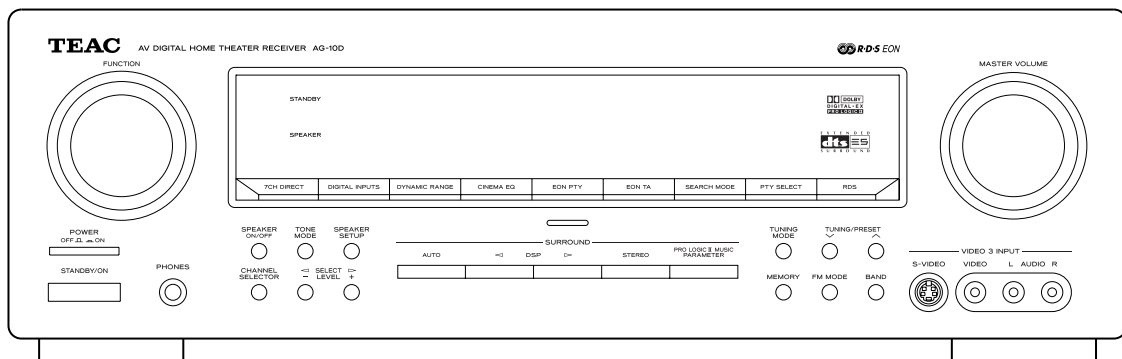 TEAC AV DIGITAL HOME THEATER RECEIVER AG-10D
R·D·S EON
FUNCTION
MASTER VOLUME
STANDBY
DOLBY
DIGITAL·EX
PRO LOGIC II
SPEAKER
EXTENDED
dts ES
SURROUND
7CH DIRECT DIGITAL INPUTS DYNAMIC RANGE CINEMA EQ EON PTY EON TA SEARCH MODE PTY SELECT RDS
POWER
OFF ON
STANDBY/ON
PHONES
SPEAKER
ON/OFF
TONE
MODE
SPEAKER
SETUP
CHANNEL
SELECTOR
SELECT
− LEVEL +
SURROUND
AUTO DSP STEREO
PRO LOGIC II MUSIC
PARAMETER
TUNING
MODE
TUNING/PRESET
MEMORY FM MODE BAND
VIDEO 3 INPUT
S-VIDEO VIDEO L AUDIO R